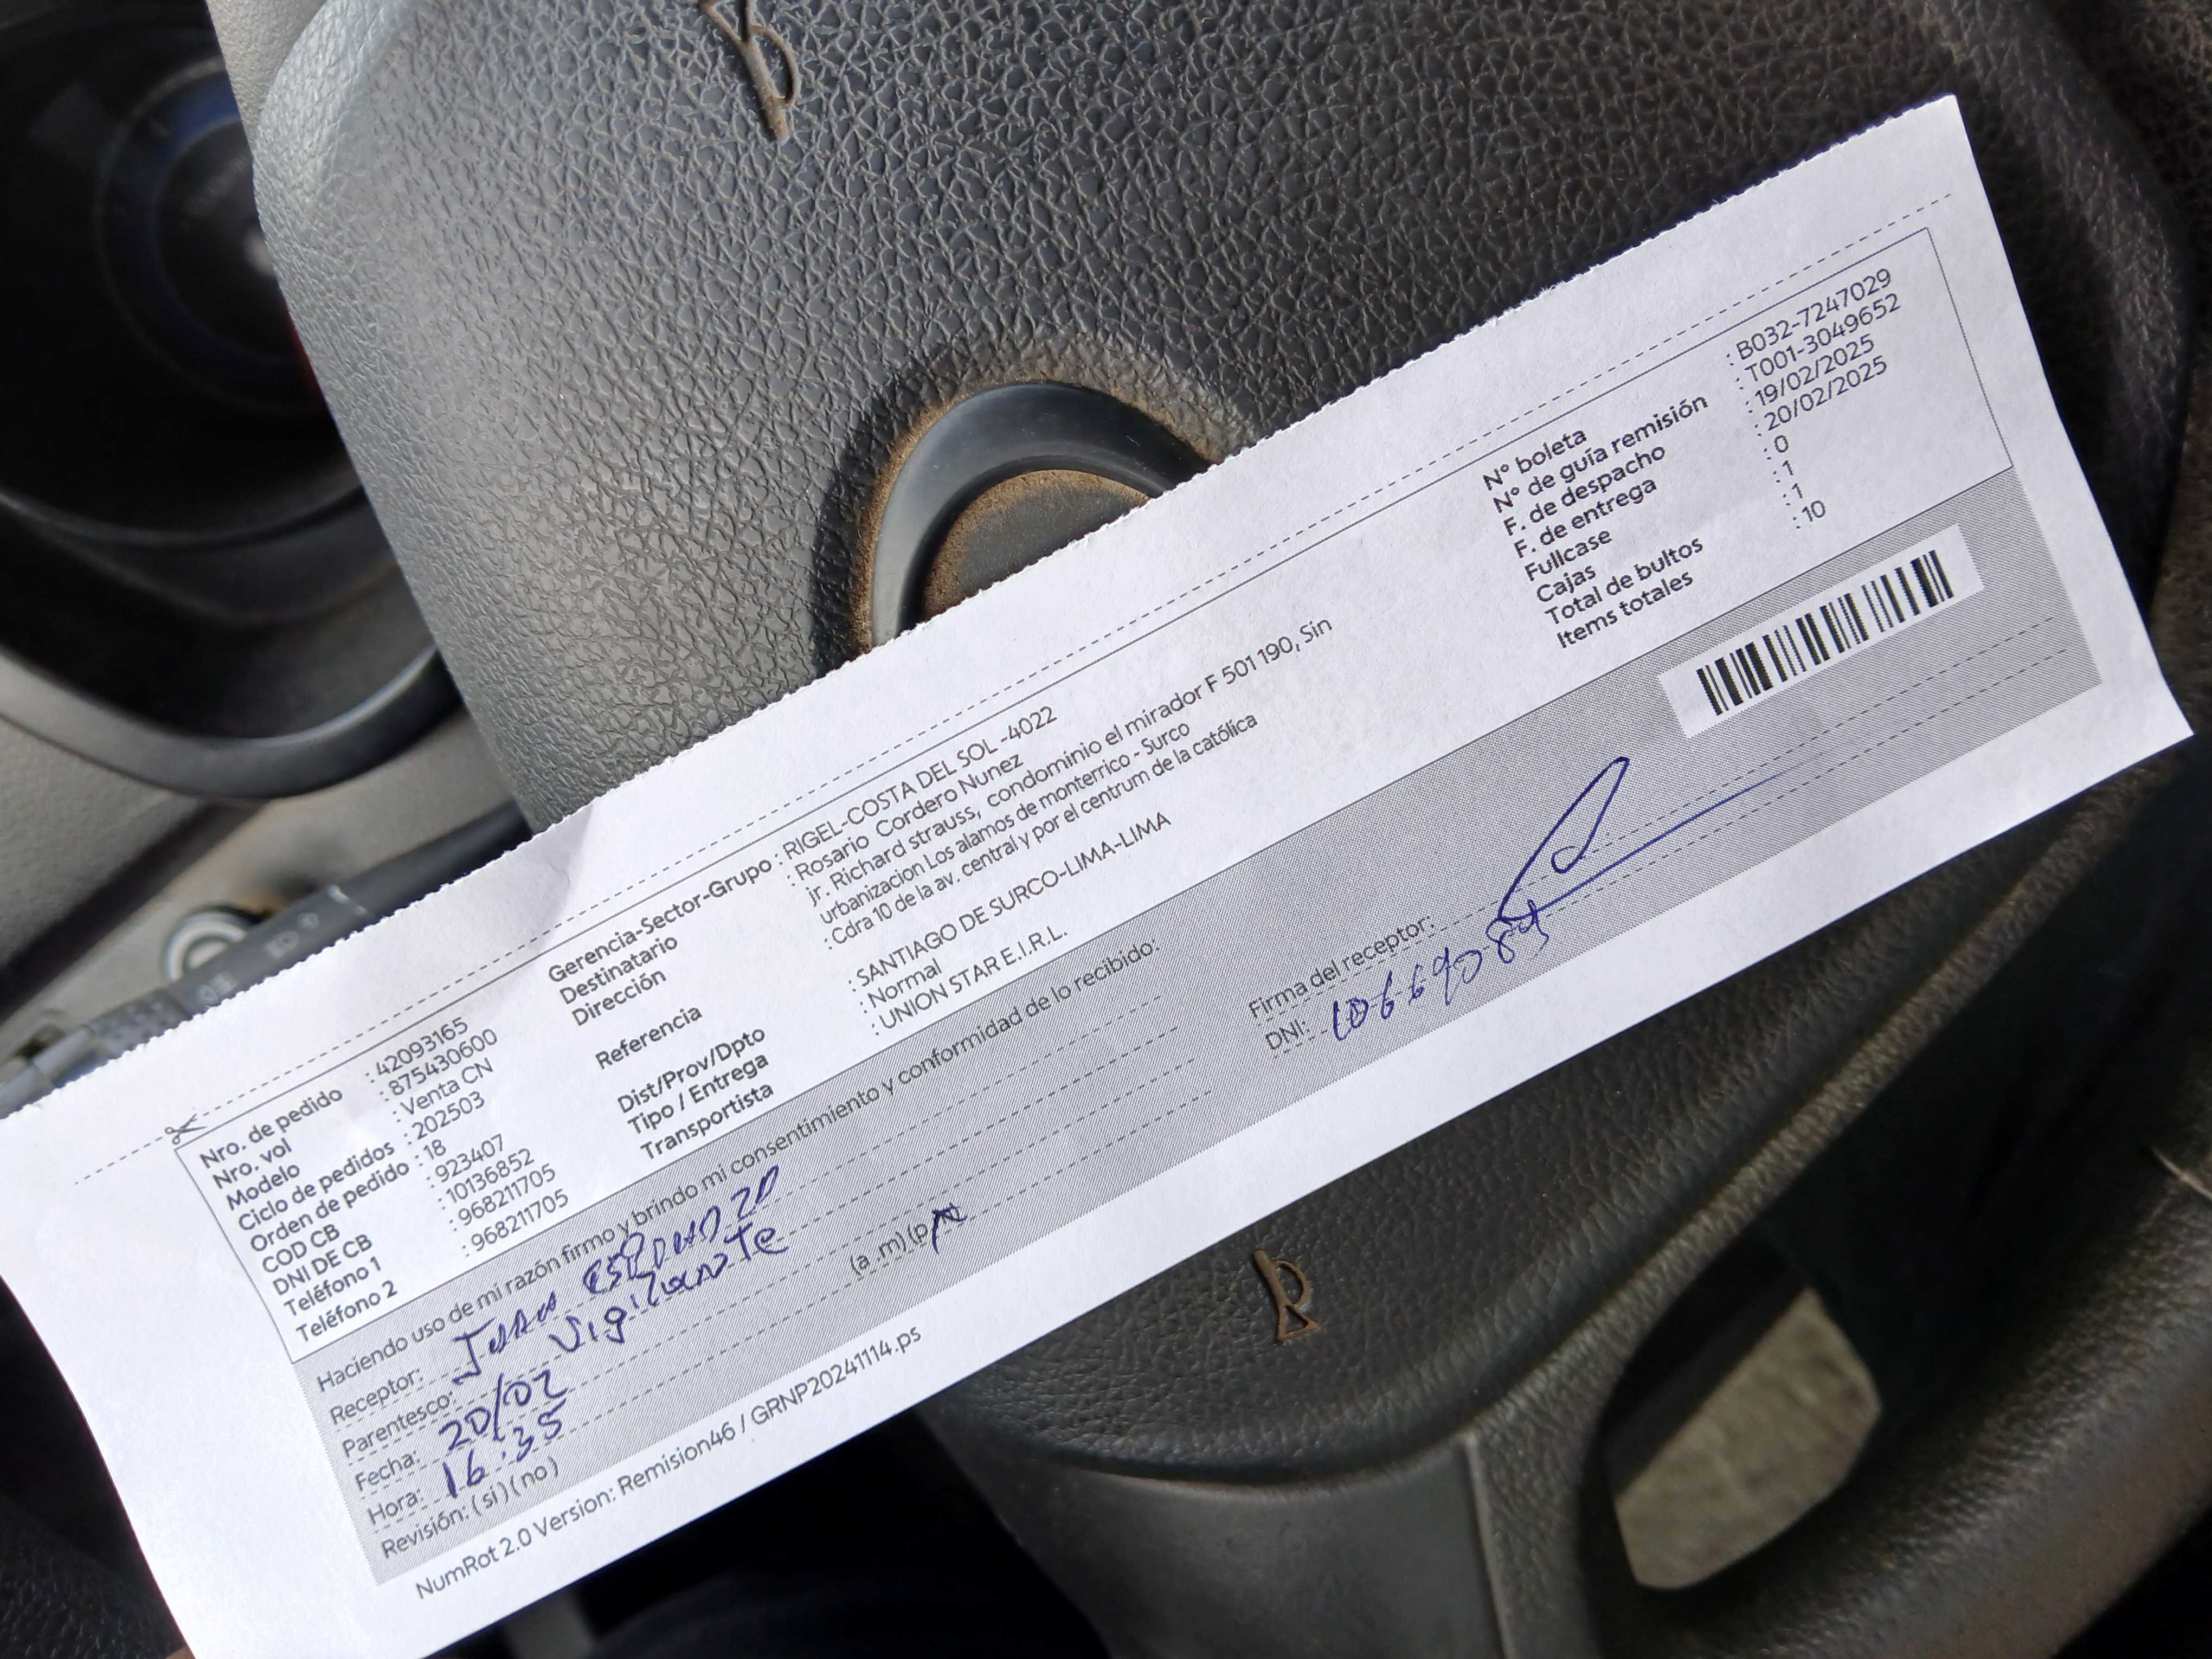 Nro. de pedido : 42093165
Nro. vol : 875430600
Modelo : Venta CN
Ciclo de pedidos : 202503
Orden de pedido : 18
COD CB : 923407
DNI DE CB : 10136852
Teléfono 1 : 968211705
Teléfono 2 : 968211705
Gerencia-Sector-Grupo : RIGEL-COSTA DEL SOL -4022
Destinatario : Rosario Cordero Nunez
Dirección jr. Richard strauss, condominio el mirador F 501 190, Sin
urbanizacion Los alamos de monterrico - Surco
Referencia : Cdra 10 de la av. central y por el centrum de la católica
Dist/Prov/Dpto : SANTIAGO DE SURCO-LIMA-LIMA
Tipo / Entrega : Normal
Transportista : UNION STAR E.I.R.L.
N° boleta : B032-7247029
N° de guía remisión : T001-3049652
F. de despacho : 19/02/2025
F. de entrega : 20/02/2025
Fullcase : 0
Cajas : 1
Total de bultos : 1
Items totales : 10
Haciendo uso de mi razón firmo y brindo mi consentimiento y conformidad de lo recibido:
Receptor:
Parentesco: Vigilante
Fecha: 20/02
Hora: 16:35 (a .m) (p
Revisión: ( si ) ( no )
Firma del receptor:
DNI:
NumRot 2.0 Version: Remision46 / GRNP20241114.ps